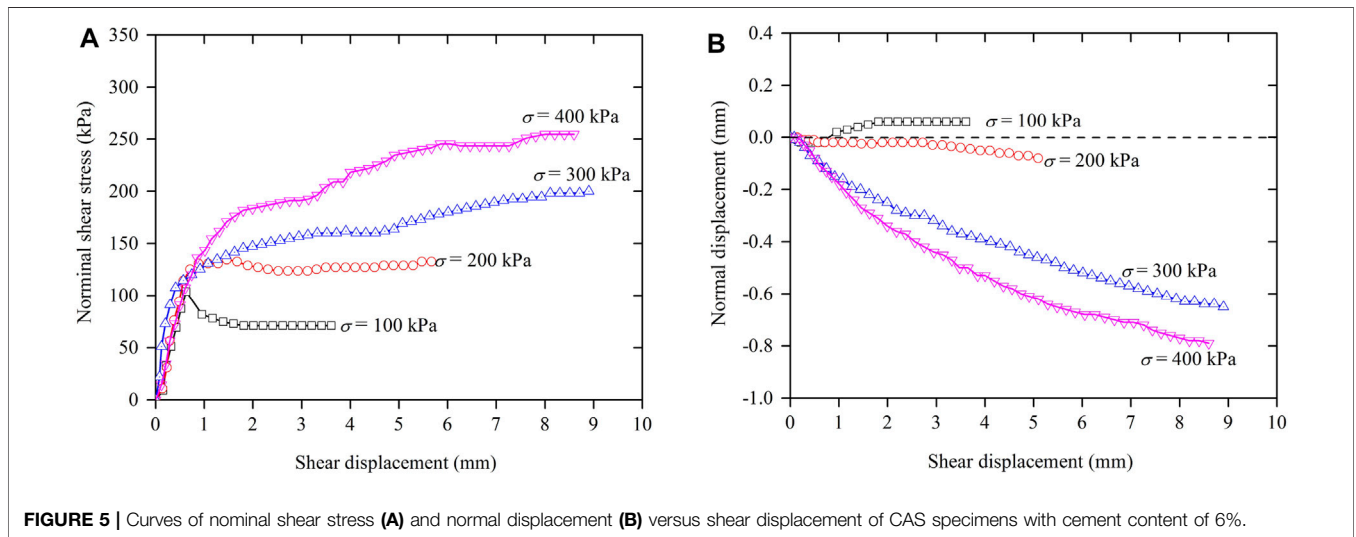 A
350
300
250
200
150
100
50
0
Nominal shear stress (kPa)
σ = 400 kPa
σ = 300 kPa
σ = 200 kPa
σ = 100 kPa
0 1 2 3 4 5 6 7 8 9 10
Shear displacement (mm)
B
0.4
0.2
0.0
-0.2
-0.4
-0.6
-0.8
-1.0
Normal displacement (mm)
σ = 100 kPa
σ = 200 kPa
σ = 300 kPa
σ = 400 kPa
0 1 2 3 4 5 6 7 8 9 10
Shear displacement (mm)
FIGURE 5 | Curves of nominal shear stress (A) and normal displacement (B) versus shear displacement of CAS specimens with cement content of 6%.